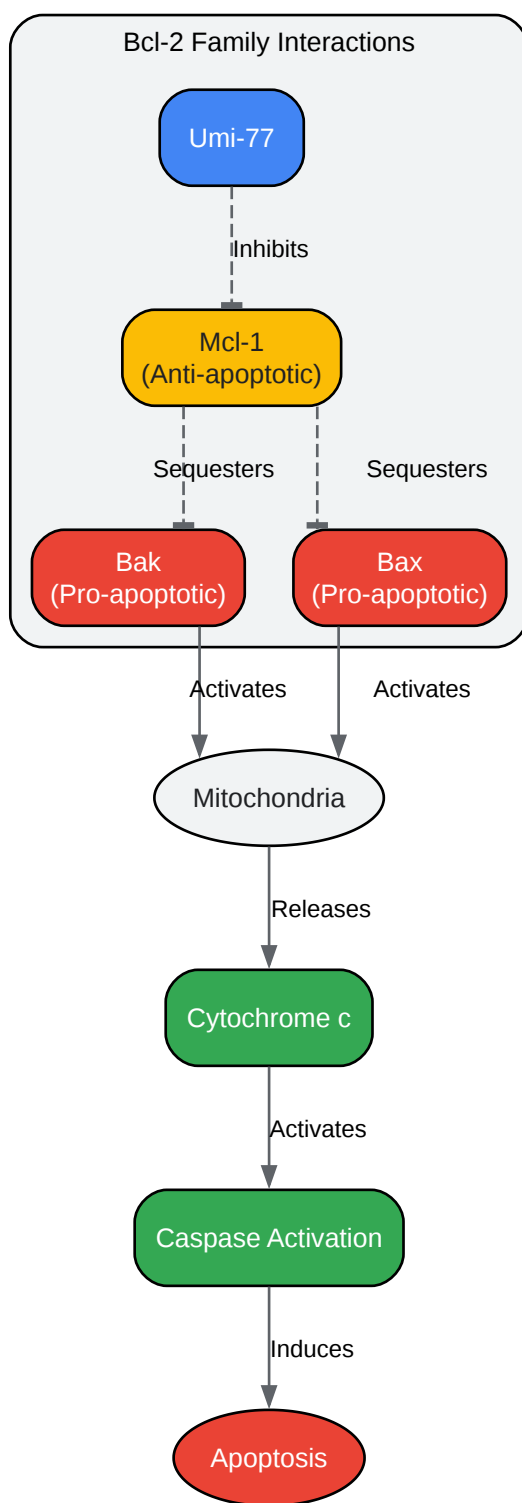 Bcl-2 Family Interactions
Umi-77
Inhibits
Mcl-1
(Anti-apoptotic)
Sequesters
Sequesters
Bak
(Pro-apoptotic)
Bax
(Pro-apoptotic)
Activates
Activates
Mitochondria
Releases
Cytochrome c
Activates
Caspase Activation
Induces
Apoptosis